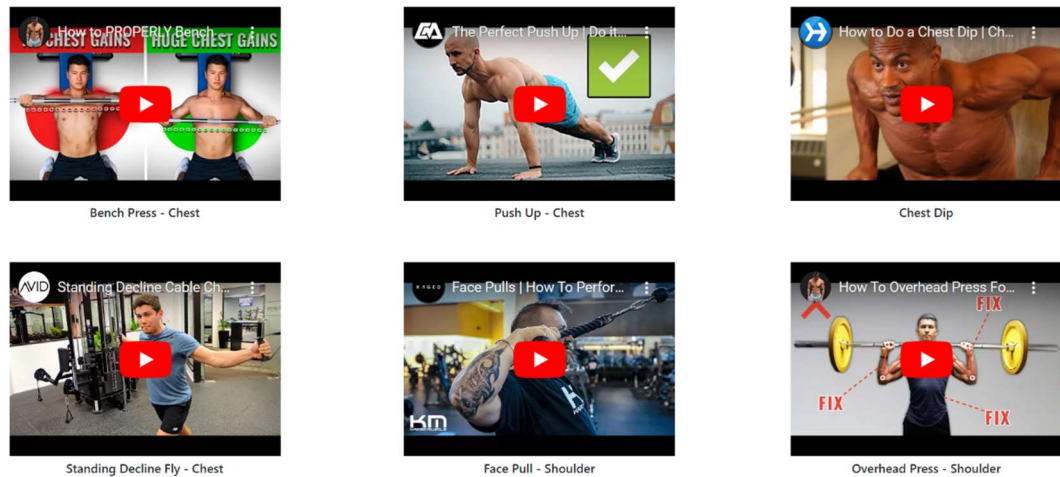 How to PROPERLY Bench...
NO CHEST GAINS
HUGE CHEST GAINS
The Perfect Push Up | Do it...
How to Do a Chest Dip | Ch...
Bench Press - Chest
Push Up - Chest
Chest Dip
AVID
Standing Decline Cable Ch...
KAGED
Face Pulls | How To Perfor...
KM
How To Overhead Press Fo...
FIX
FIX
FIX
Standing Decline Fly - Chest
Face Pull - Shoulder
Overhead Press - Shoulder